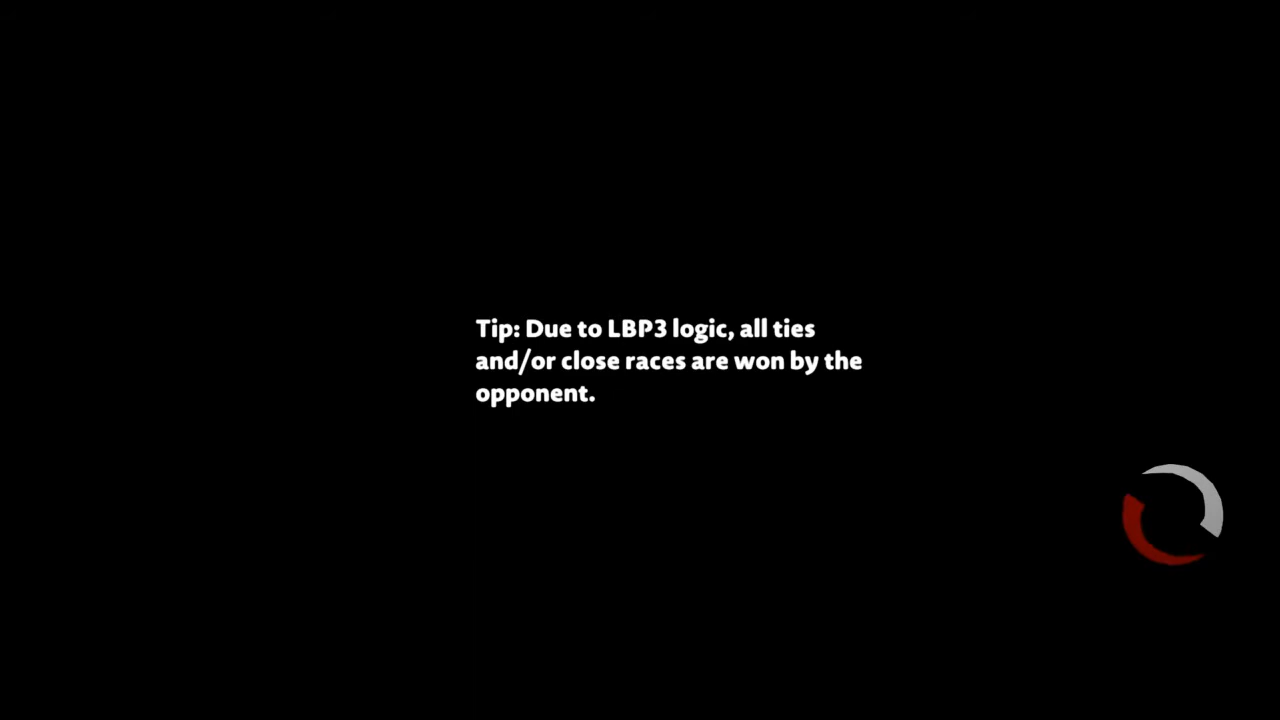 Tip: Due to LBP3 logic, all ties
and/or close races are won by the
opponent.